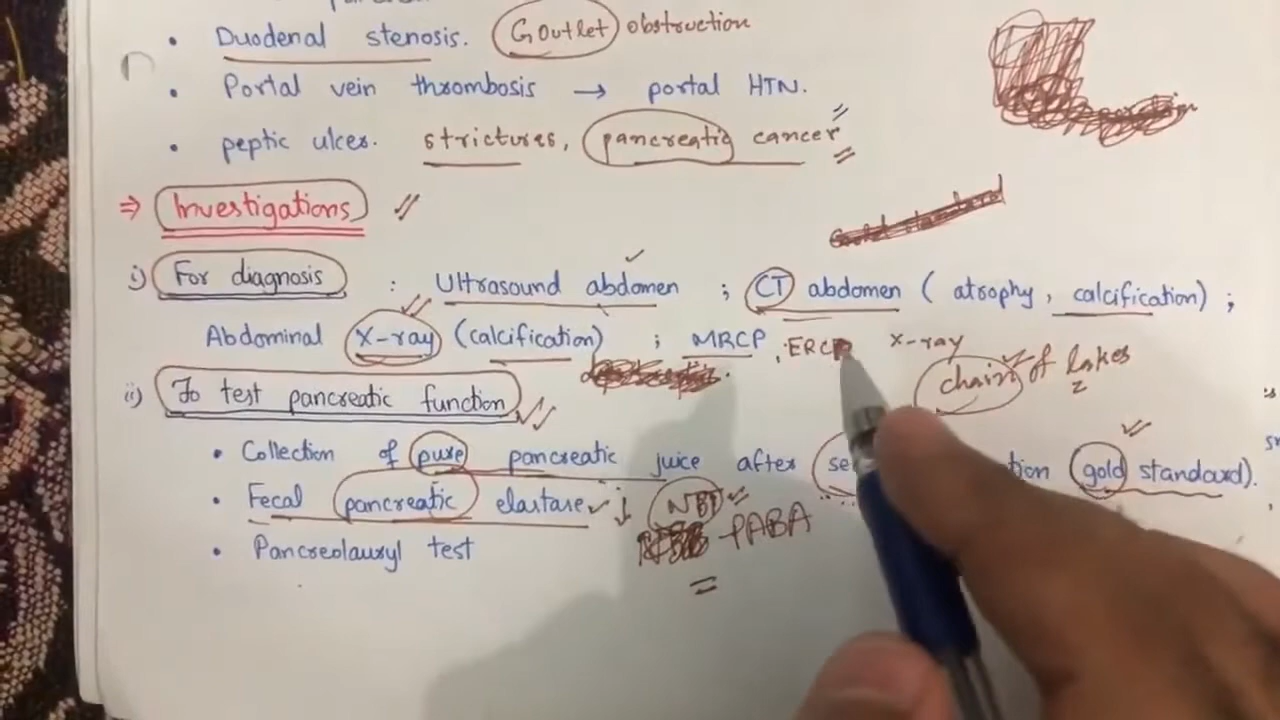 • Duodenal stenosis. G Outlet obstruction
• Portal vein thrombosis → portal HTN.
• peptic ulcer. strictures, pancreatic cancer
⇒ Investigations
i) For diagnosis : Ultrasound abdomen ; CT abdomen ( atrophy, calcification) ;
Abdominal X-ray (calcification) ; MRCP ; ERCP X-ray
chain of lakes
ii) To test pancreatic function
• Collection of pure pancreatic juice after gold standard).
• Fecal pancreatic elastase ↓ NBT PABA
• Pancreolauryl test